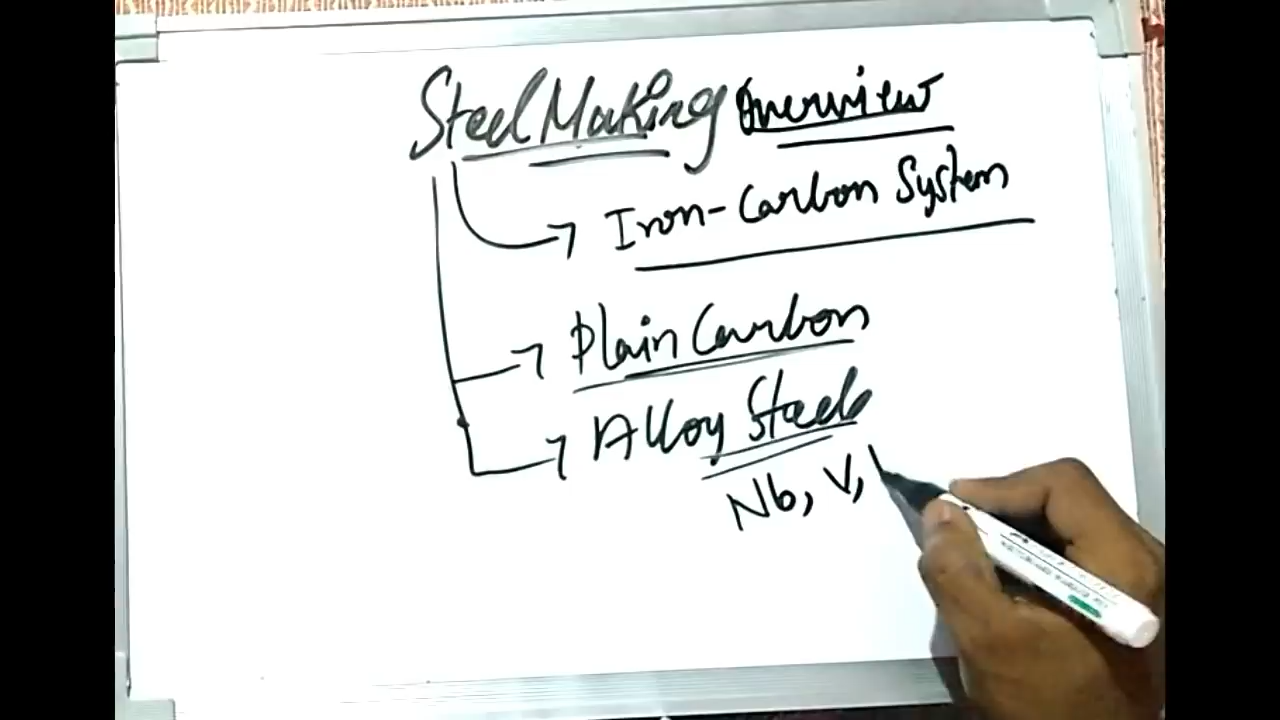 Steel Making Overview
Iron-Carbon System
Plain Carbon
Alloy Steels
Nb, V,